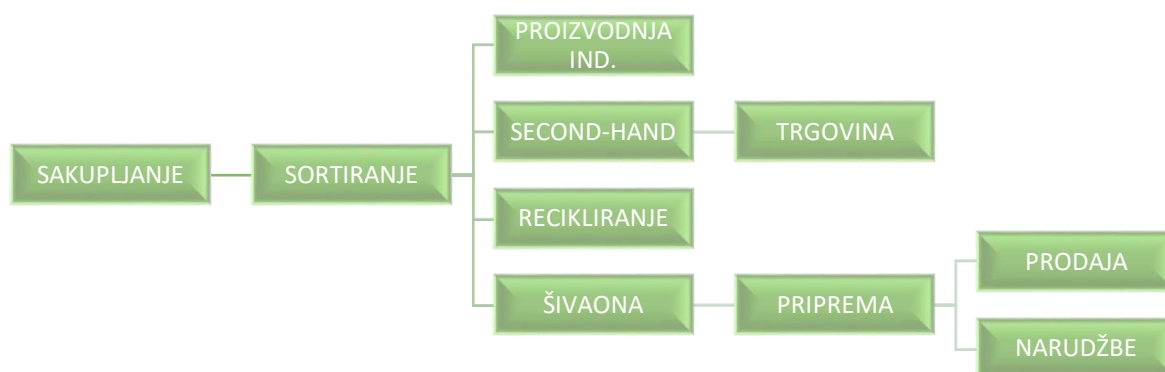 SAKUPLJANJE
SORTIRANJE
PROIZVODNJA
IND.
SECOND-HAND
TRGOVINA
RECIKLIRANJE
ŠIVAONA
PRIPREMA
PRODAJA
NARUDŽBE